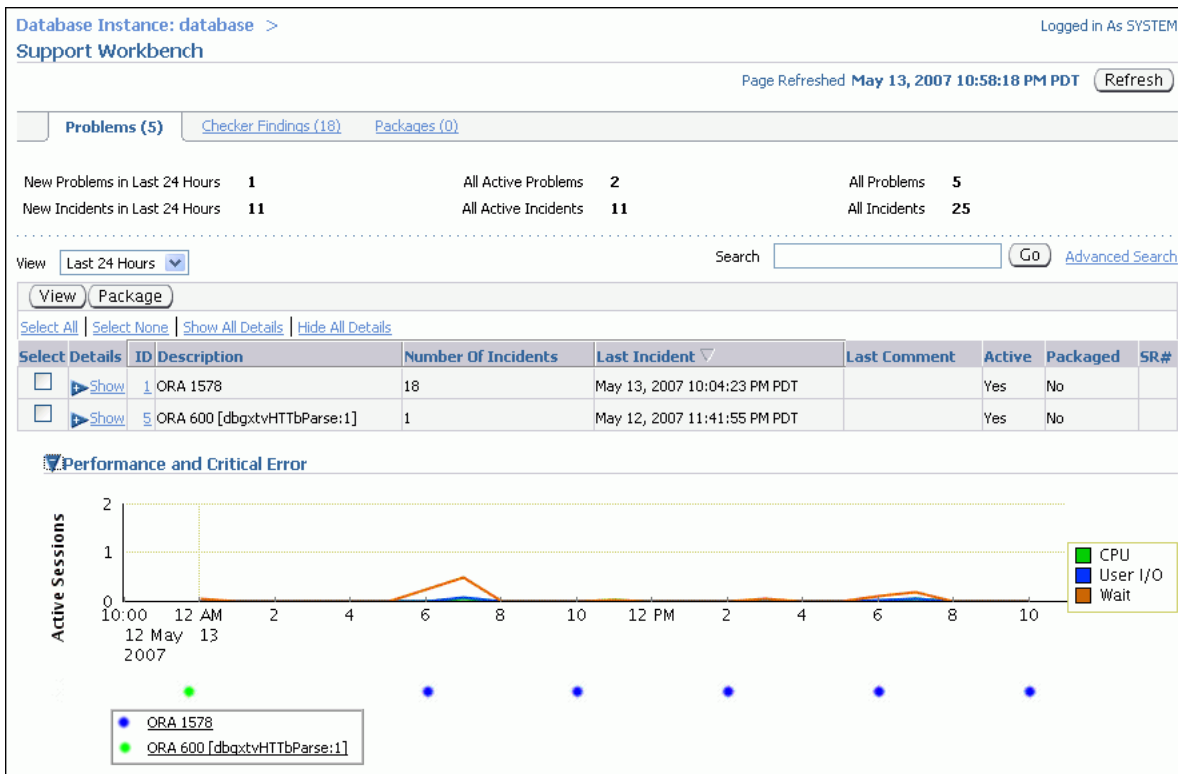 Database Instance: database >
Logged in As SYSTEM
Support Workbench
Page Refreshed May 13, 2007 10:58:18 PM PDT Refresh
Problems (5) Checker Findings (18) Packages (0)
New Problems in Last 24 Hours 1 All Active Problems 2 All Problems 5
New Incidents in Last 24 Hours 11 All Active Incidents 11 All Incidents 25
View Last 24 Hours Search Go Advanced Search
View Package
Select All | Select None | Show All Details | Hide All Details
Select Details ID Description Number Of Incidents Last Incident Last Comment Active Packaged SR#
Show 1 ORA 1578 18 May 13, 2007 10:04:23 PM PDT Yes No
Show 5 ORA 600 [dbgxtvHTTbParse:1] 1 May 12, 2007 11:41:55 PM PDT Yes No
Performance and Critical Error
Active Sessions
2
1
0
CPU
User I/O
Wait
10:00 12 AM 2 4 6 8 10 12 PM 2 4 6 8 10
12 May 13
2007
ORA 1578
ORA 600 [dbgxtvHTTbParse:1]